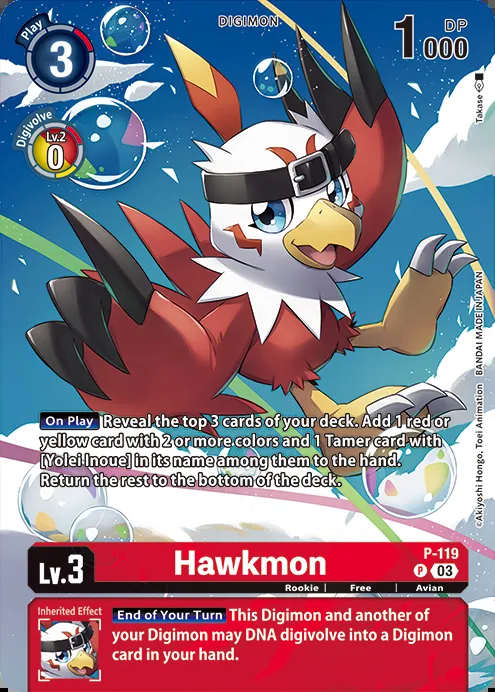 DIGIMON
Play
3
1000
DP
Digivolve
Lv.2
0
Takase
©Akiyoshi Hongo, Toei Animation BANDAI MADE IN JAPAN
On Play Reveal the top 3 cards of your deck. Add 1 red or
yellow card with 2 or more colors and 1 Tamer card with
[Yolei Inoue] in its name among them to the hand.
Return the rest to the bottom of the deck.
Lv.3
Hawkmon
P-119
P 03
Rookie | Free | Avian
Inherited Effect
End of Your Turn This Digimon and another of
your Digimon may DNA digivolve into a Digimon
card in your hand.